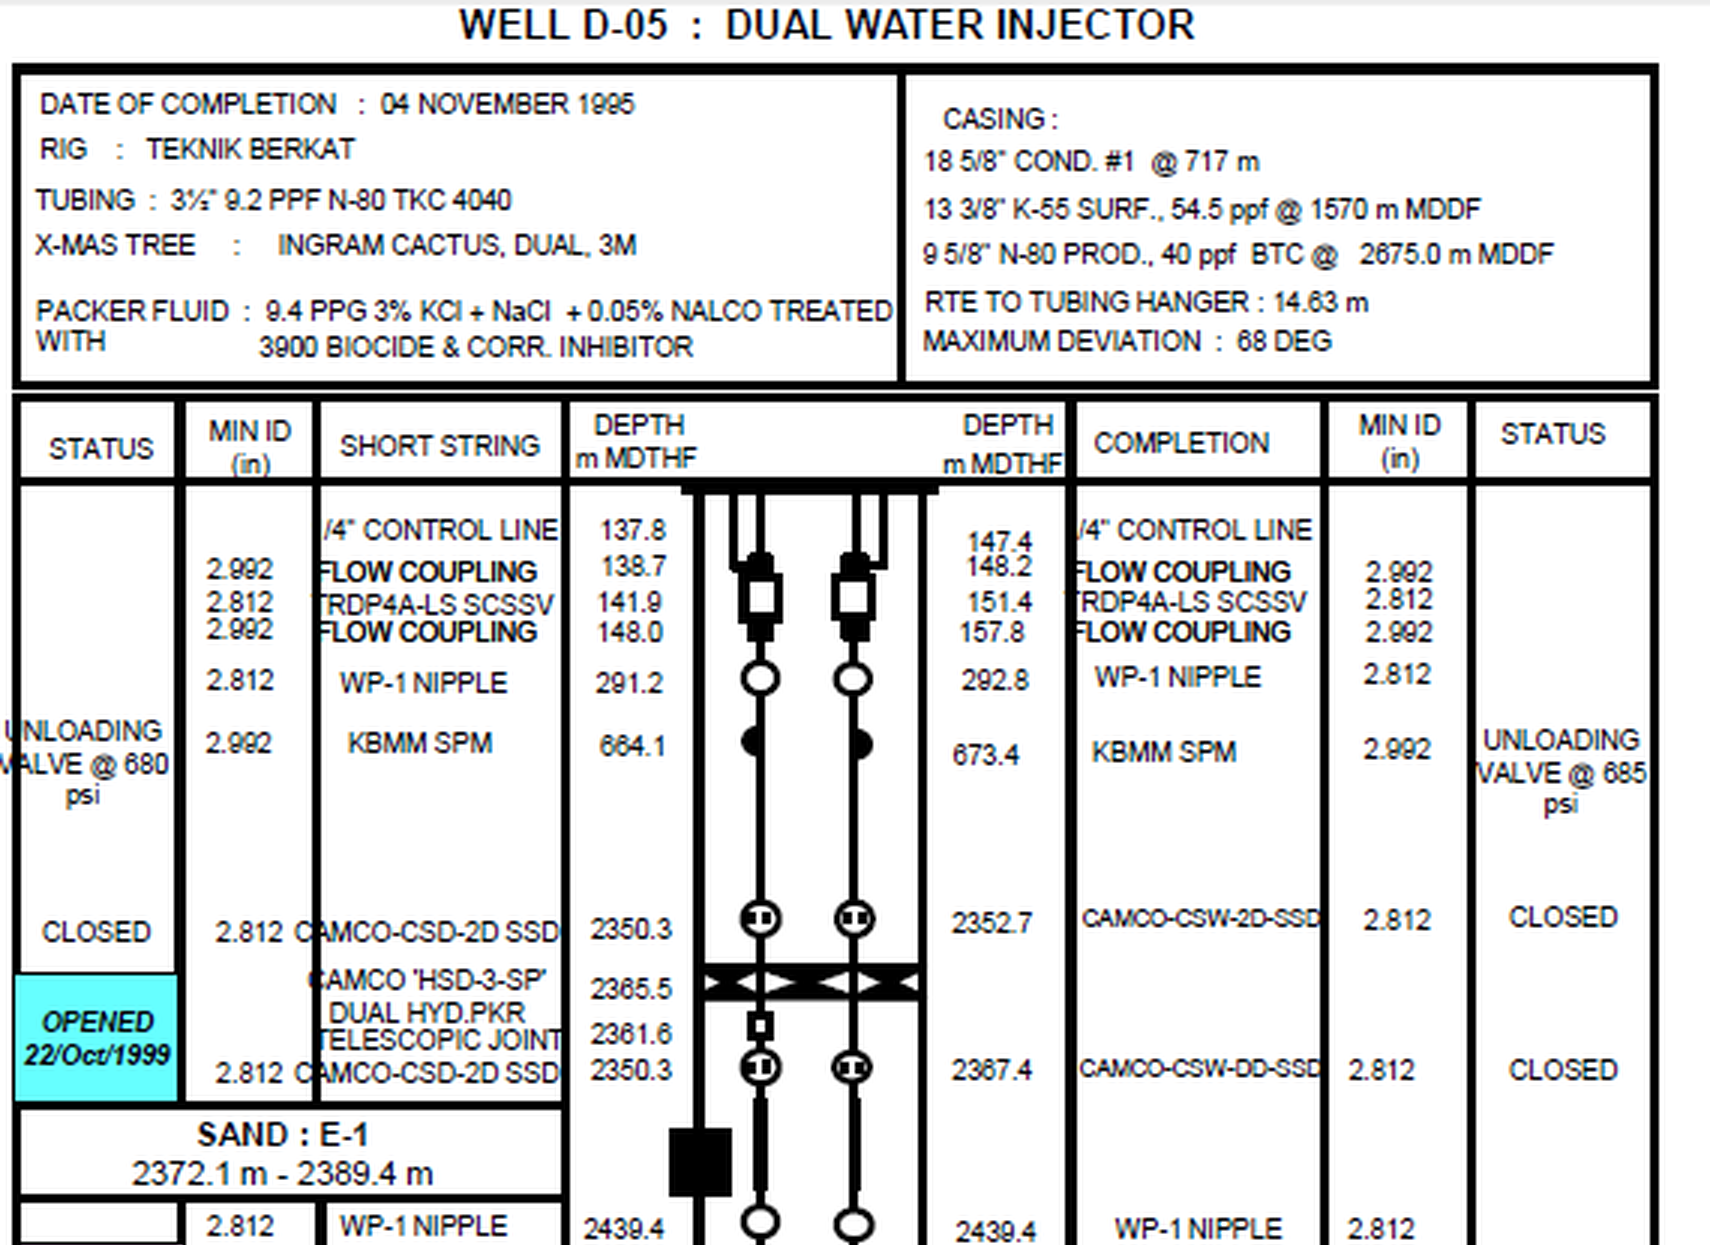 WELL D-05 : DUAL WATER INJECTOR
DATE OF COMPLETION : 04 NOVEMBER 1995
RIG : TEKNIK BERKAT
TUBING : 3½" 9.2 PPF N-80 TKC 4040
X-MAS TREE : INGRAM CACTUS, DUAL, 3M
PACKER FLUID : 9.4 PPG 3% KCl + NaCl + 0.05% NALCO TREATED
WITH 3900 BIOCIDE & CORR. INHIBITOR
CASING :
18 5/8" COND. #1 @ 717 m
13 3/8" K-55 SURF., 54.5 ppf @ 1570 m MDDF
9 5/8" N-80 PROD., 40 ppf BTC @ 2675.0 m MDDF
RTE TO TUBING HANGER : 14.63 m
MAXIMUM DEVIATION : 68 DEG
STATUS MIN ID (in) SHORT STRING DEPTH m MDTHF DEPTH m MDTHF COMPLETION MIN ID (in) STATUS
/4" CONTROL LINE 137.8 147.4 /4" CONTROL LINE
2.992 FLOW COUPLING 138.7 148.2 FLOW COUPLING 2.992
2.812 TRDP4A-LS SCSSV 141.9 151.4 TRDP4A-LS SCSSV 2.812
2.992 FLOW COUPLING 148.0 157.8 FLOW COUPLING 2.992
2.812 WP-1 NIPPLE 291.2 292.8 WP-1 NIPPLE 2.812
UNLOADING VALVE @ 680 psi 2.992 KBMM SPM 664.1 673.4 KBMM SPM 2.992 UNLOADING VALVE @ 685 psi
CLOSED 2.812 CAMCO-CSD-2D SSD 2350.3 2352.7 CAMCO-CSW-2D-SSD 2.812 CLOSED
CAMCO 'HSD-3-SP' 2365.5
DUAL HYD.PKR
OPENED 22/Oct/1999
TELESCOPIC JOINT 2361.6
2.812 CAMCO-CSD-2D SSD 2350.3 2367.4 CAMCO-CSW-DD-SSD 2.812 CLOSED
SAND : E-1
2372.1 m - 2389.4 m
2.812 WP-1 NIPPLE 2439.4 2439.4 WP-1 NIPPLE 2.812